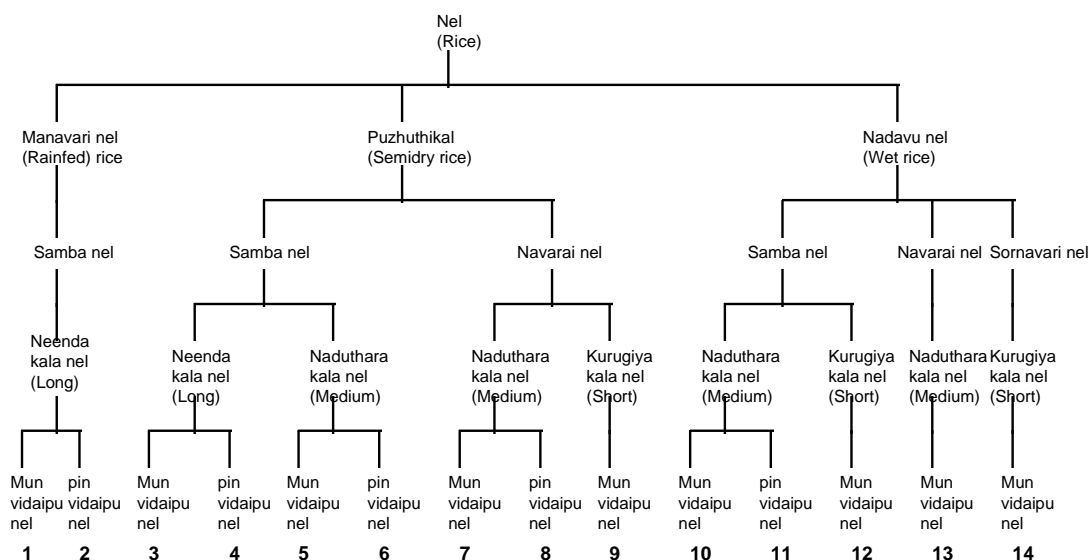 Nel
(Rice)
Manavari nel
(Rainfed) rice
Puzhuthikal
(Semidry rice)
Nadavu nel
(Wet rice)
Samba nel
Samba nel
Navarai nel
Samba nel
Navarai nel
Sornavari nel
Neenda
kala nel
(Long)
Neenda
kala nel
(Long)
Naduthara
kala nel
(Medium)
Naduthara
kala nel
(Medium)
Kurugiya
kala nel
(Short)
Naduthara
kala nel
(Medium)
Kurugiya
kala nel
(Short)
Naduthara
kala nel
(Medium)
Kurugiya
kala nel
(Short)
Mun
vidaipu
nel
pin
vidaipu
nel
Mun
vidaipu
nel
pin
vidaipu
nel
Mun
vidaipu
nel
pin
vidaipu
nel
Mun
vidaipu
nel
pin
vidaipu
nel
Mun
vidaipu
nel
Mun
vidaipu
nel
pin
vidaipu
nel
Mun
vidaipu
nel
Mun
vidaipu
nel
Mun
vidaipu
nel
1 2 3 4 5 6 7 8 9 10 11 12 13 14